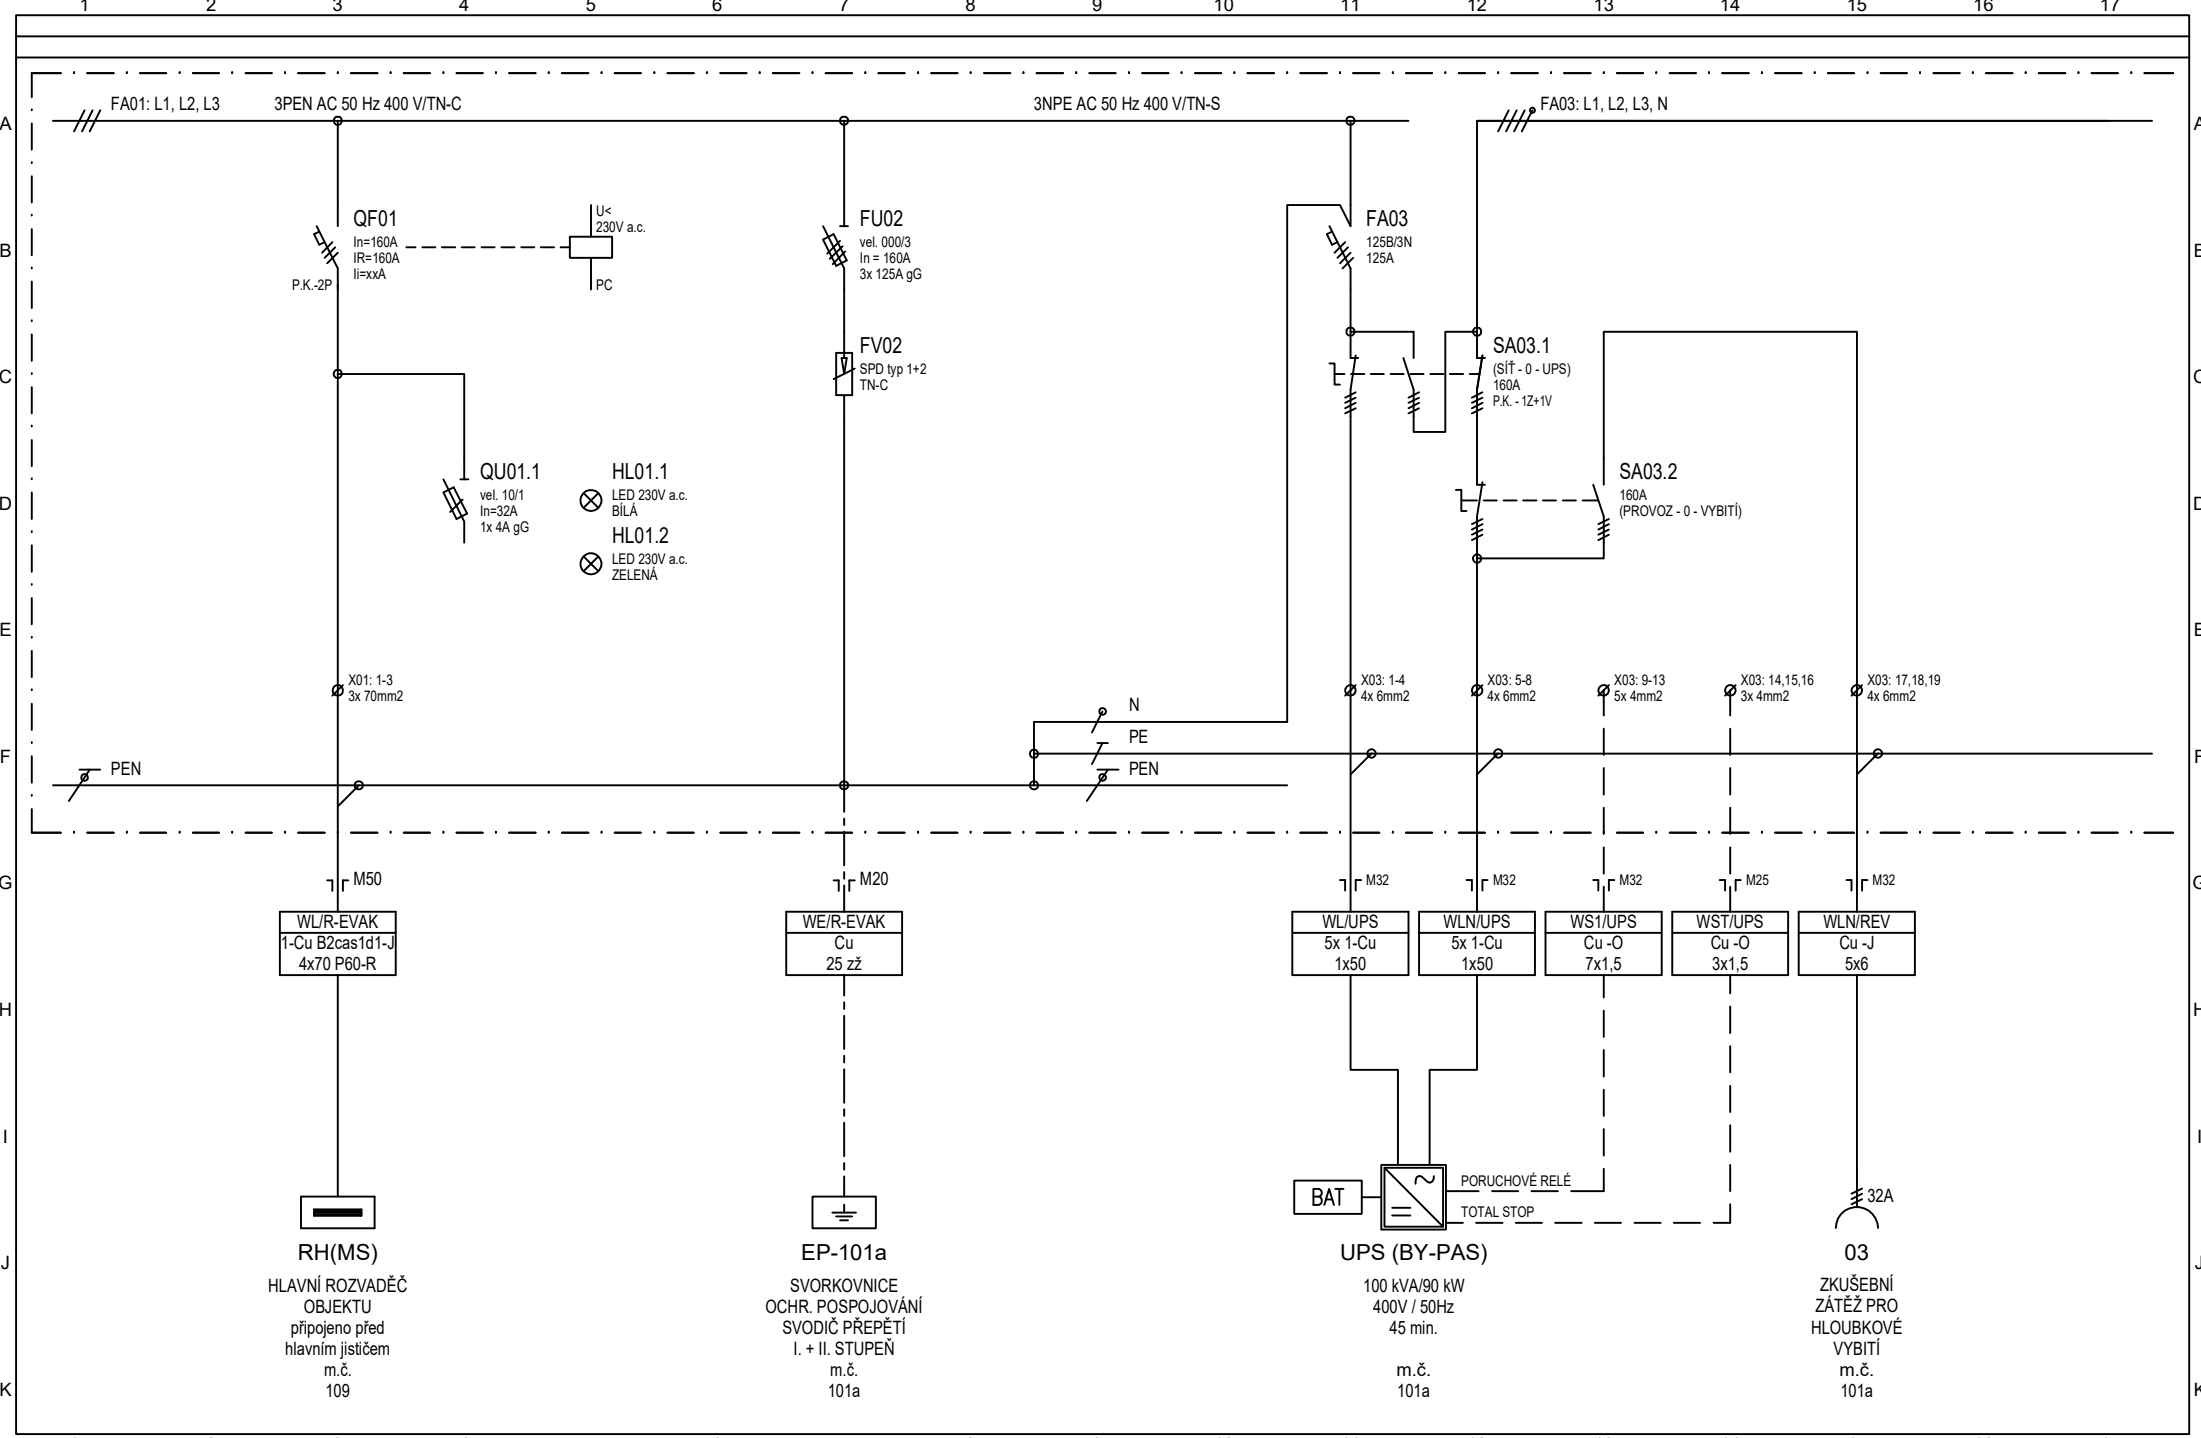 1 2 3 4 5 6 7 8 9 10 11 12 13 14 15 16 17
A
FA01: L1, L2, L3
3PEN AC 50 Hz 400 V/TN-C
3NPE AC 50 Hz 400 V/TN-S
FA03: L1, L2, L3, N
A
B
QF01
In=160A
IR=160A
Ii=xxA
P.K.-2P
U<
230V a.c.
PC
FU02
vel. 000/3
In = 160A
3x 125A gG
FA03
125B/3N
125A
B
C
FV02
SPD typ 1+2
TN-C
SA03.1
(SÍŤ - 0 - UPS)
160A
P.K. - 1Z+1V
C
D
QU01.1
vel. 10/1
In=32A
1x 4A gG
HL01.1
LED 230V a.c.
BÍLÁ
HL01.2
LED 230V a.c.
ZELENÁ
SA03.2
160A
(PROVOZ - 0 - VYBITÍ)
D
E
E
X01: 1-3
3x 70mm2
X03: 1-4
4x 6mm2
X03: 5-8
4x 6mm2
X03: 9-13
5x 4mm2
X03: 14,15,16
3x 4mm2
X03: 17,18,19
4x 6mm2
N
PE
PEN
F
PEN
F
G
M50
M20
M32
M32
M32
M25
M32
G
WL/R-EVAK
1-Cu B2cas1d1-J
4x70 P60-R
WE/R-EVAK
Cu
25 zž
WL/UPS
5x 1-Cu
1x50
WLN/UPS
5x 1-Cu
1x50
WS1/UPS
Cu -O
7x1,5
WST/UPS
Cu -O
3x1,5
WLN/REV
Cu -J
5x6
H
H
I
I
BAT
PORUCHOVÉ RELÉ
TOTAL STOP
32A
J
RH(MS)
HLAVNÍ ROZVADĚČ
OBJEKTU
připojeno před
hlavním jističem
m.č.
109
EP-101a
SVORKOVNICE
OCHR. POSPOJOVÁNÍ
SVODIČ PŘEPĚTÍ
I. + II. STUPEŇ
m.č.
101a
UPS (BY-PAS)
100 kVA/90 kW
400V / 50Hz
45 min.
m.č.
101a
03
ZKUŠEBNÍ
ZÁTĚŽ PRO
HLOUBKOVÉ
VYBITÍ
m.č.
101a
J
K
K